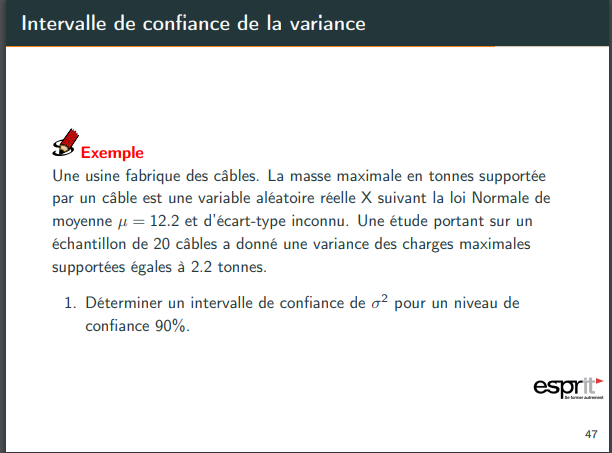 Intervalle de confiance de la variance
Exemple
Une usine fabrique des câbles. La masse maximale en tonnes supportée
par un câble est une variable aléatoire réelle X suivant la loi Normale de
moyenne μ = 12.2 et d'écart-type inconnu. Une étude portant sur un
échantillon de 20 câbles a donné une variance des charges maximales
supportées égales à 2.2 tonnes.
1. Déterminer un intervalle de confiance de σ² pour un niveau de
confiance 90%.
esprit
Se former autrement
47